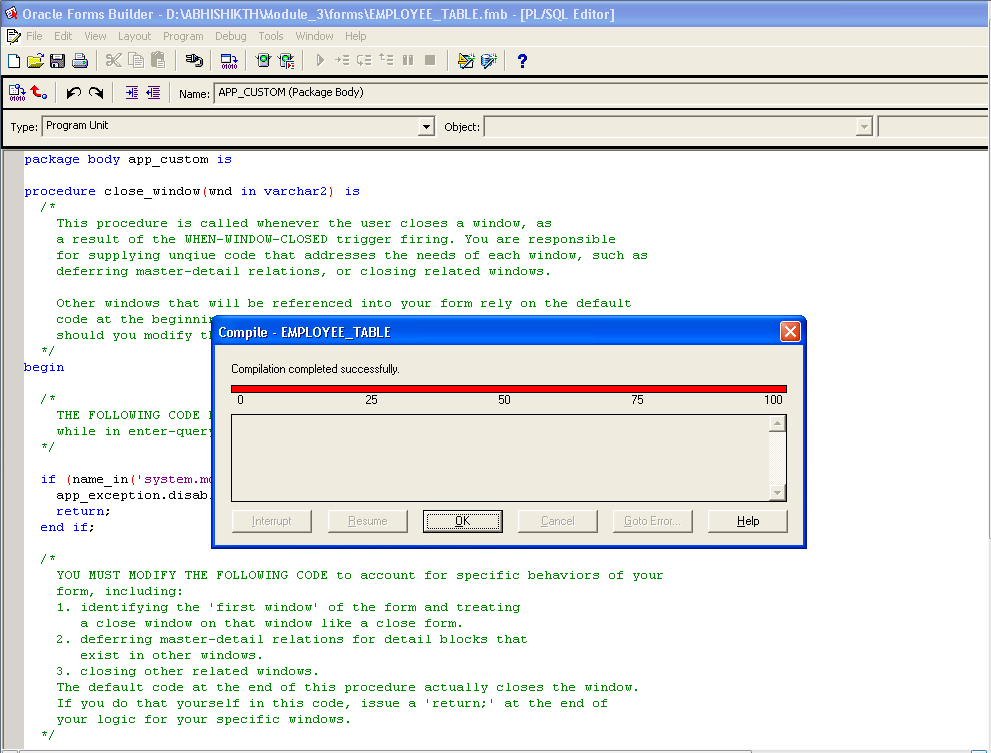 Oracle Forms Builder - D:\ABHISHIKTH\Module_3\forms\EMPLOYEE_TABLE.fmb - [PL/SQL Editor]
File Edit View Layout Program Debug Tools Window Help
Name: APP_CUSTOM (Package Body)
Type: Program Unit Object:
package body app_custom is
procedure close_window(wnd in varchar2) is
/*
This procedure is called whenever the user closes a window, as
a result of the WHEN-WINDOW-CLOSED trigger firing. You are responsible
for supplying unqiue code that addresses the needs of each window, such as
deferring master-detail relations, or closing related windows.
Other windows that will be referenced into your form rely on the default
code at the beginnin
should you modify th
*/
begin
/*
THE FOLLOWING CODE
while in enter-query
*/
if (name_in('system.mo
app_exception.disab
return;
end if;
/*
YOU MUST MODIFY THE FOLLOWING CODE to account for specific behaviors of your
form, including:
1. identifying the 'first window' of the form and treating
a close window on that window like a close form.
2. deferring master-detail relations for detail blocks that
exist in other windows.
3. closing other related windows.
The default code at the end of this procedure actually closes the window.
If you do that yourself in this code, issue a 'return;' at the end of
your logic for your specific windows.
*/
Compile - EMPLOYEE_TABLE
Compilation completed successfully.
0 25 50 75 100
Interrupt Resume OK Cancel Goto Error... Help